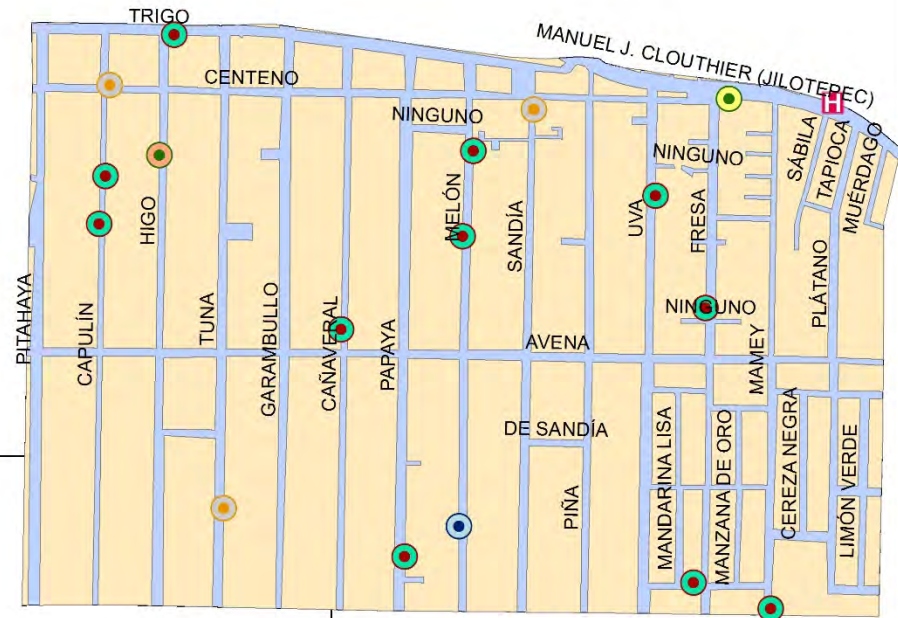 TRIGO
MANUEL J. CLOUTHIER (JILOTEPEC)
CENTENO
H
NINGUNO
NINGUNO
SÁBILA
TAPIOCA
MUÉRDAGO
HIGO
MELÓN
SANDÍA
UVA
FRESA
PITAHAYA
CAPULÍN
TUNA
GARAMBULLO
CAÑAVERAL
PAPAYA
NINGUNO
PLÁTANO
AVENA
MAMEY
DE SANDÍA
PIÑA
MANDARINA LISA
MANZANA DE ORO
CEREZA NEGRA
LIMÓN VERDE